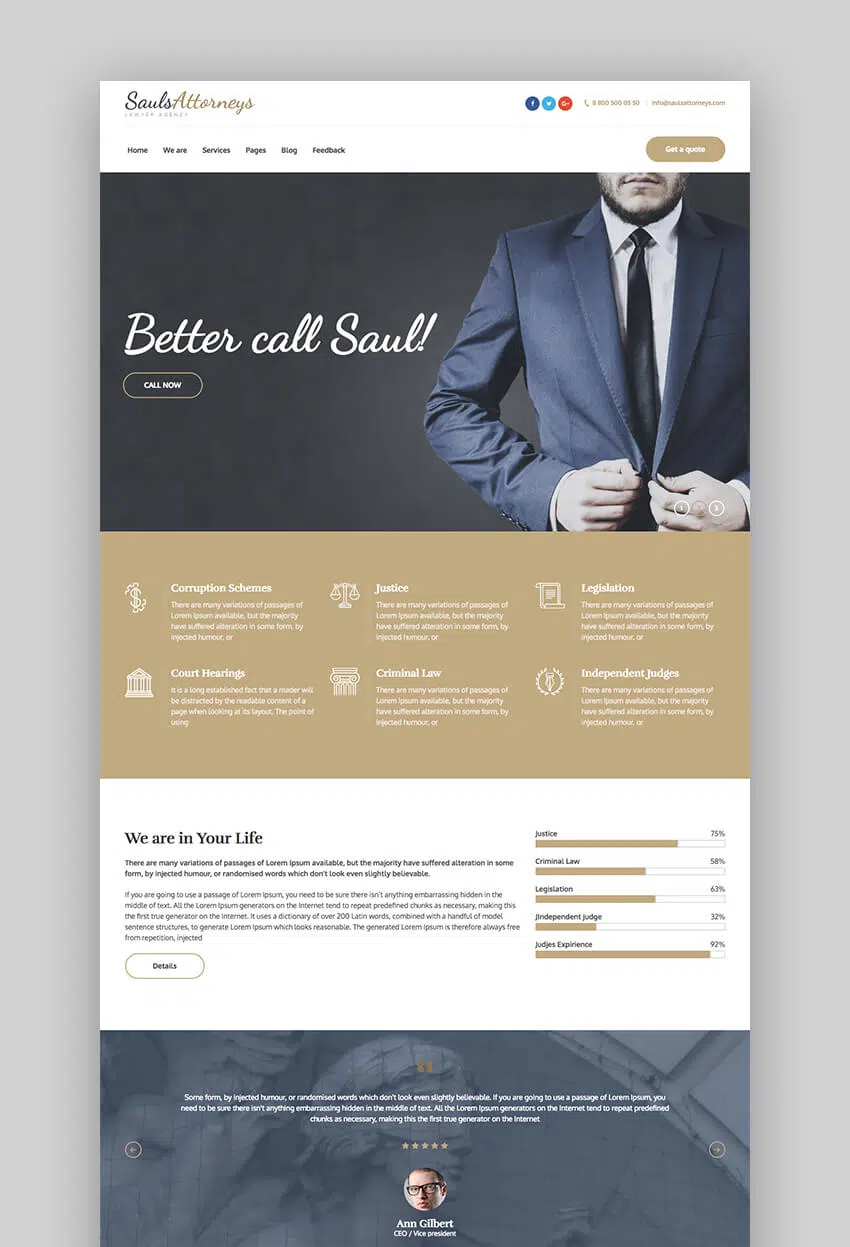 SaulsAttorneys
LAWYER AGENCY
8 800 500 05 50
info@saulsattorneys.com
Home We are Services Pages Blog Feedback
Get a quote
Better call Saul!
CALL NOW
1
3
Corruption Schemes
There are many variations of passages of
Lorem Ipsum available, but the majority
have suffered alteration in some form, by
injected humour, or
Justice
There are many variations of passages of
Lorem Ipsum available, but the majority
have suffered alteration in some form, by
injected humour, or
Legislation
There are many variations of passages of
Lorem Ipsum available, but the majority
have suffered alteration in some form, by
injected humour, or
Court Hearings
It is a long established fact that a reader will
be distracted by the readable content of a
page when looking at its layout. The point of
using
Criminal Law
There are many variations of passages of
Lorem Ipsum available, but the majority
have suffered alteration in some form, by
injected humour, or
Independent Judges
There are many variations of passages of
Lorem Ipsum available, but the majority
have suffered alteration in some form, by
injected humour, or
We are in Your Life
There are many variations of passages of Lorem Ipsum available, but the majority have suffered alteration in some
form, by injected humour, or randomised words which don't look even slightly believable.
If you are going to use a passage of Lorem Ipsum, you need to be sure there isn't anything embarrassing hidden in the
middle of text. All the Lorem Ipsum generators on the Internet tend to repeat predefined chunks as necessary, making this
the first true generator on the Internet. It uses a dictionary of over 200 Latin words, combined with a handful of model
sentence structures, to generate Lorem Ipsum which looks reasonable. The generated Lorem Ipsum is therefore always free
from repetition, injected
Details
Justice 75%
Criminal Law 58%
Legislation 63%
JIndependent judge 32%
Judjes Expirience 92%
"
Some form, by injected humour, or randomised words which don't look even slightly believable. If you are going to use a passage of Lorem Ipsum, you
need to be sure there isn't anything embarrassing hidden in the middle of text. All the Lorem Ipsum generators on the Internet tend to repeat predefined
chunks as necessary, making this the first true generator on the Internet
Ann Gilbert
CEO / Vice president